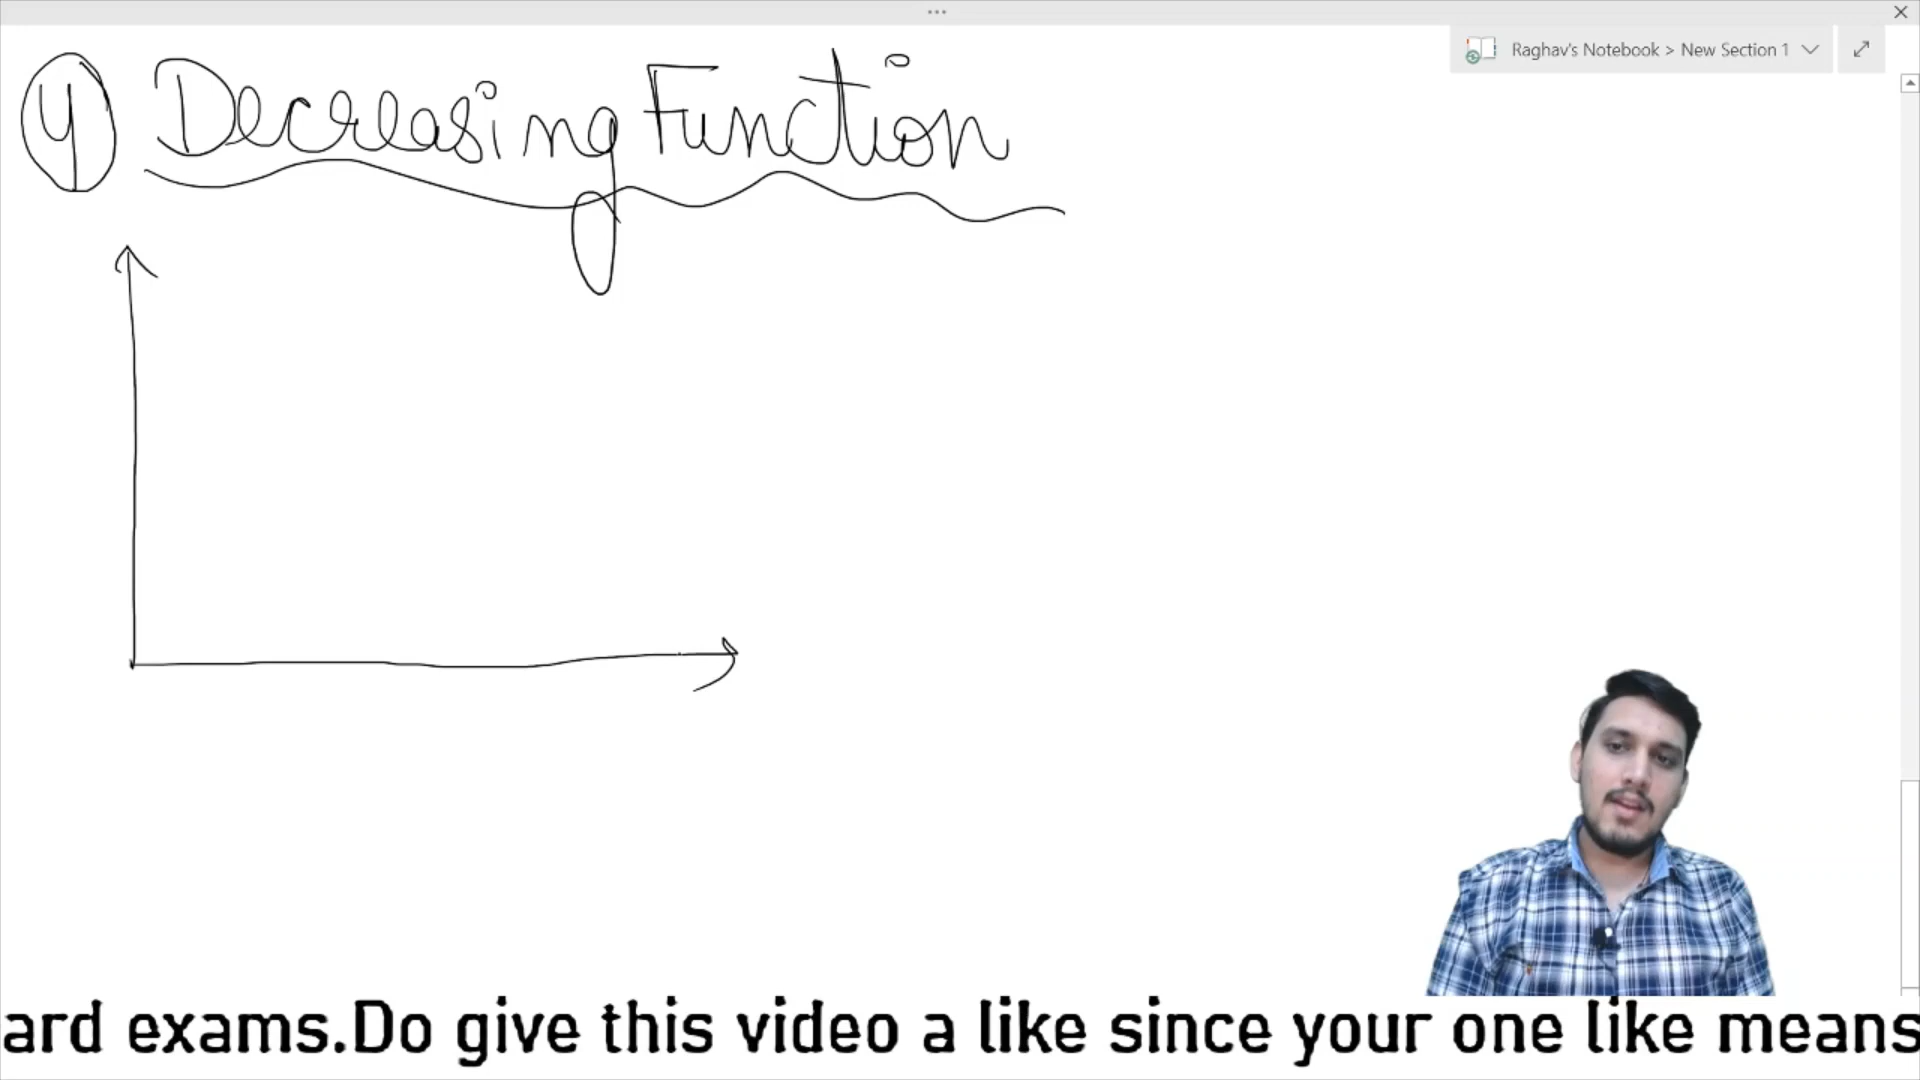 Raghav's Notebook > New Section 1
4 Decreasing Function
ard exams.Do give this video a like since your one like means